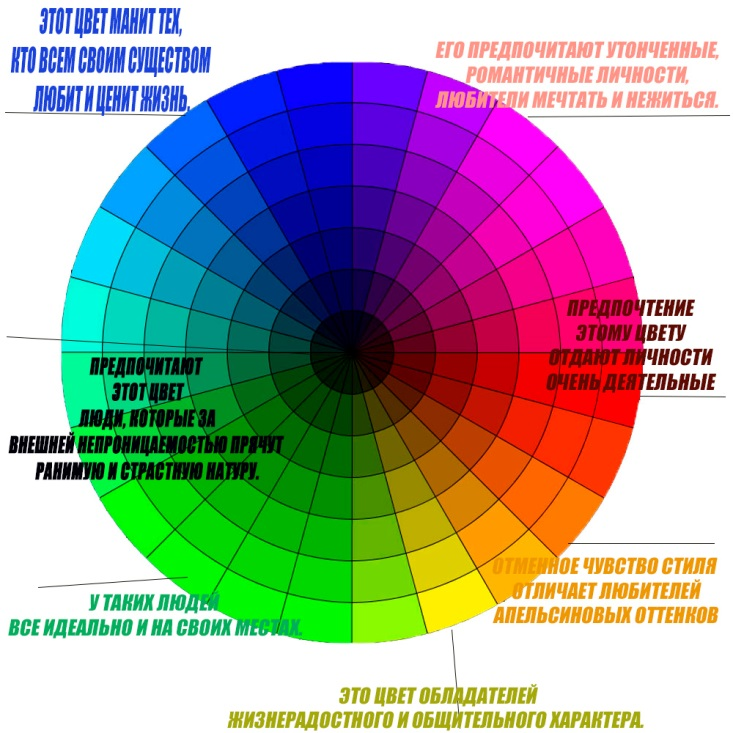 ЭТОТ ЦВЕТ МАНИТ ТЕХ,
КТО ВСЕМ СВОИМ СУЩЕСТВОМ
ЛЮБИТ И ЦЕНИТ ЖИЗНЬ.
ЕГО ПРЕДПОЧИТАЮТ УТОНЧЕННЫЕ,
РОМАНТИЧНЫЕ ЛИЧНОСТИ,
ЛЮБИТЕЛИ МЕЧТАТЬ И НЕЖИТЬСЯ.
ПРЕДПОЧТЕНИЕ
ЭТОМУ ЦВЕТУ
ОТДАЮТ ЛИЧНОСТИ
ОЧЕНЬ ДЕЯТЕЛЬНЫЕ
ПРЕДПОЧИТАЮТ
ЭТОТ ЦВЕТ
ЛЮДИ, КОТОРЫЕ ЗА
ВНЕШНЕЙ НЕПРОНИЦАЕМОСТЬЮ ПРЯЧУТ
РАНИМУЮ И СТРАСТНУЮ НАТУРУ.
ОТМЕННОЕ ЧУВСТВО СТИЛЯ
ОТЛИЧАЕТ ЛЮБИТЕЛЕЙ
АПЕЛЬСИНОВЫХ ОТТЕНКОВ
У ТАКИХ ЛЮДЕЙ
ВСЕ ИДЕАЛЬНО И НА СВОИХ МЕСТАХ.
ЭТО ЦВЕТ ОБЛАДАТЕЛЕЙ
ЖИЗНЕРАДОСТНОГО И ОБЩИТЕЛЬНОГО ХАРАКТЕРА.